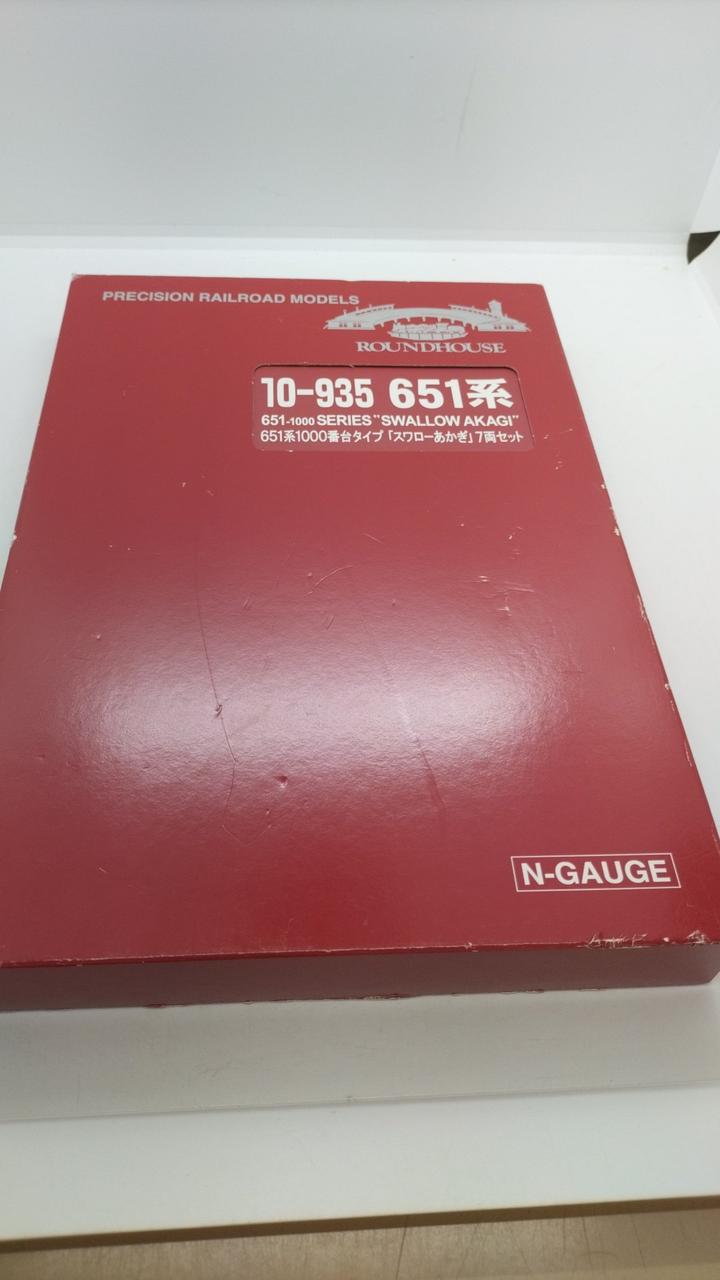 PRECISION RAILROAD MODELS
ROUNDHOUSE
10-935 651系
651-1000 SERIES "SWALLOW AKAGI"
651系1000番台タイプ「スワローあかぎ」7両セット
N-GAUGE